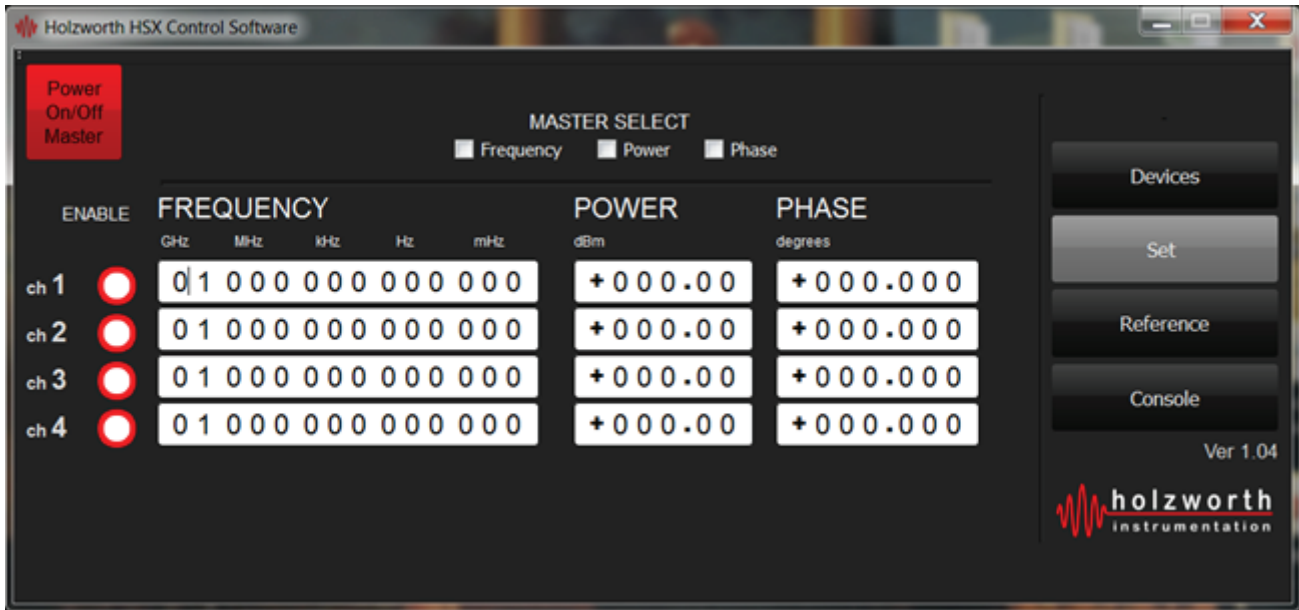 Holzworth HSX Control Software
Power
On/Off
Master
MASTER SELECT
Frequency Power Phase
ENABLE FREQUENCY POWER PHASE
GHz MHz kHz Hz mHz dBm degrees
ch 1 01 000 000 000 000 +000.00 +000.000
ch 2 01 000 000 000 000 +000.00 +000.000
ch 3 01 000 000 000 000 +000.00 +000.000
ch 4 01 000 000 000 000 +000.00 +000.000
Devices
Set
Reference
Console
Ver 1.04
holzworth
instrumentation